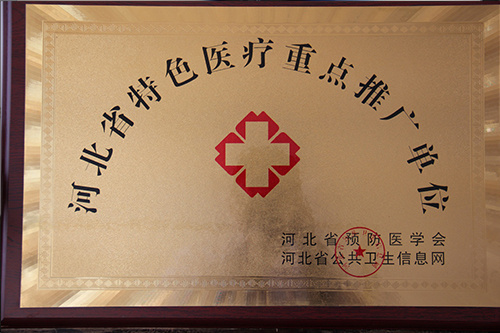 河北省特色医疗重点推广单位
河北省预防医学会
河北省公共卫生信息网